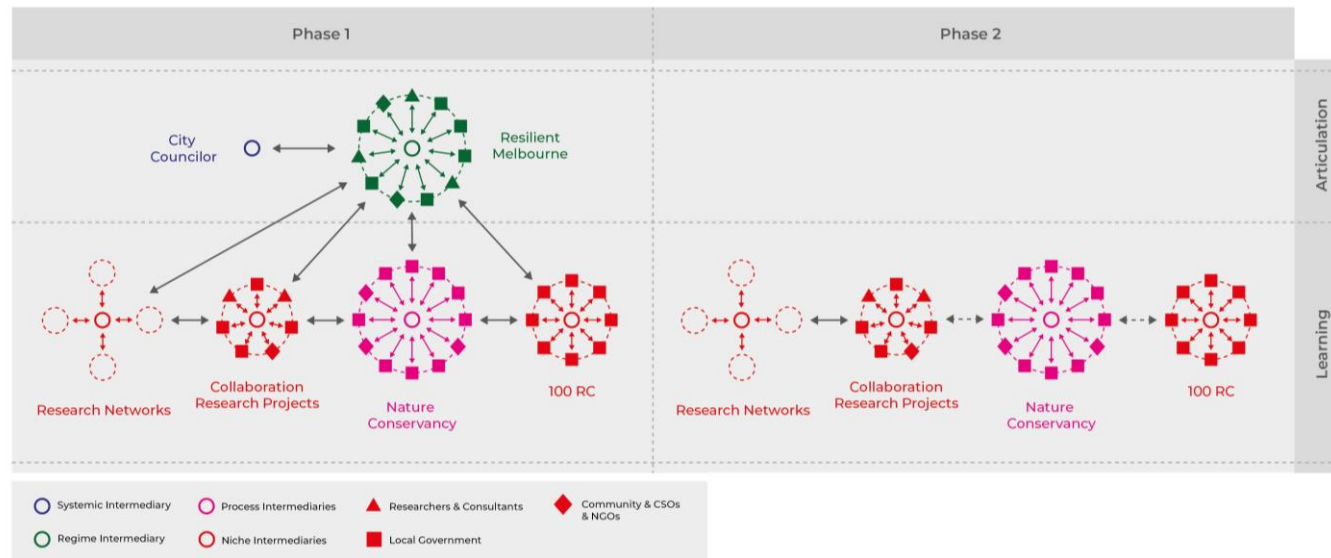 Phase 1
Phase 2
City
Councilor
Resilient
Melbourne
Articulation
Research Networks
Collaboration
Research Projects
Nature
Conservancy
100 RC
Research Networks
Collaboration
Research Projects
Nature
Conservancy
100 RC
Learning
Systemic Intermediary
Process Intermediaries
Researchers & Consultants
Community & CSOs
& NGOs
Regime Intermediary
Niche Intermediaries
Local Government